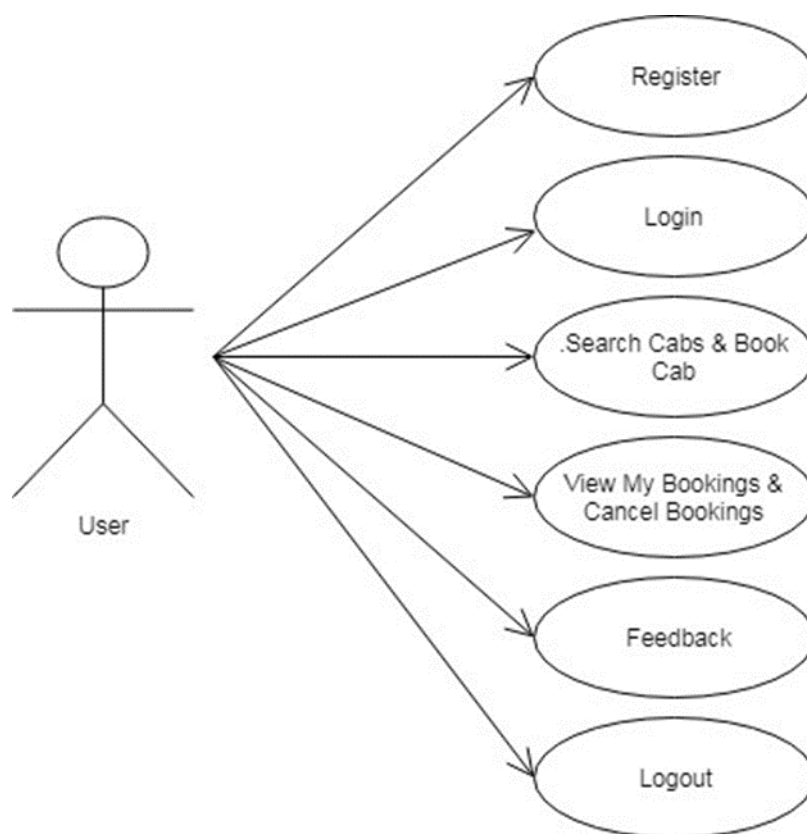 Register
Login
.Search Cabs & Book
Cab
View My Bookings &
Cancel Bookings
User
Feedback
Logout